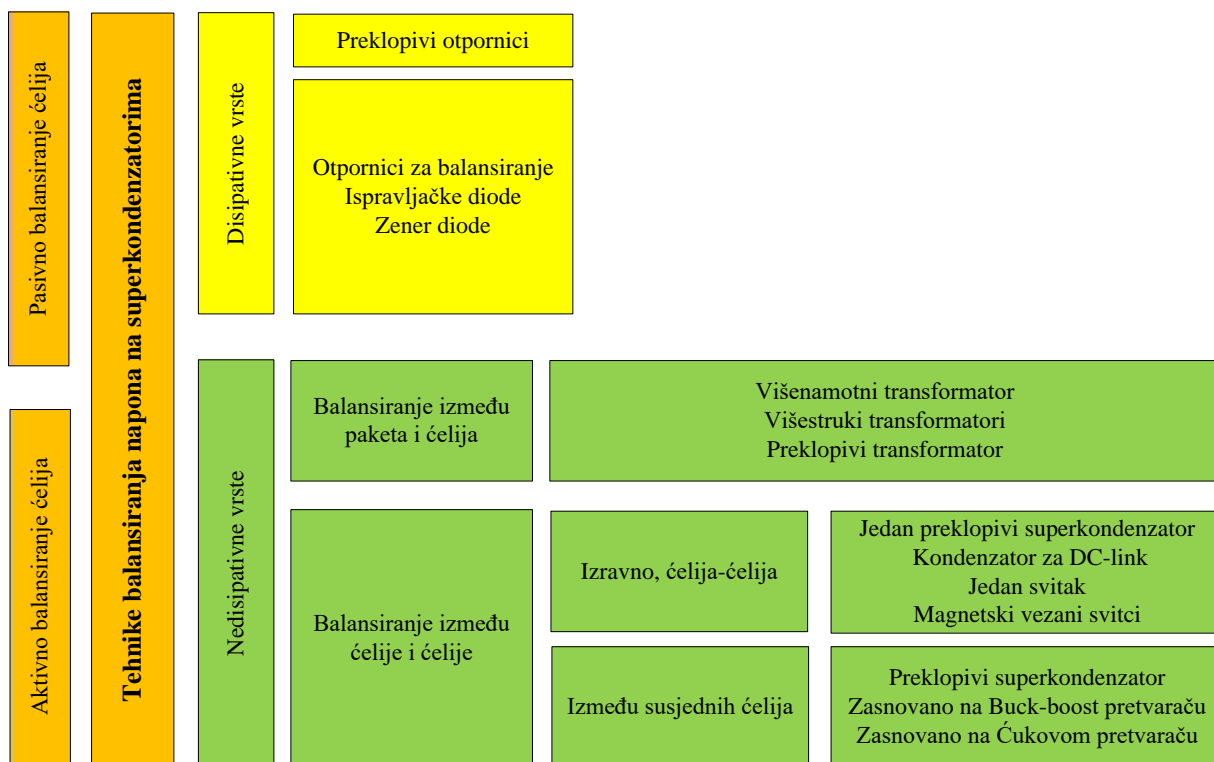 Pasivno balansiranje ćelija
Aktivno balansiranje ćelija
Tehnike balansiranja napona na superkondenzatorima
Disipativne vrste
Preklopivi otpornici
Otpornici za balansiranje
Ispravljačke diode
Zener diode
Nedisipativne vrste
Balansiranje između
paketa i ćelija
Višenamotni transformator
Višestruki transformatori
Preklopivi transformator
Balansiranje između
ćelije i ćelije
Izravno, ćelija-ćelija
Jedan preklopivi superkondenzator
Kondenzator za DC-link
Jedan svitak
Magnetski vezani svitci
Između susjednih ćelija
Preklopivi superkondenzator
Zasnovano na Buck-boost pretvaraču
Zasnovano na Ćukovom pretvaraču